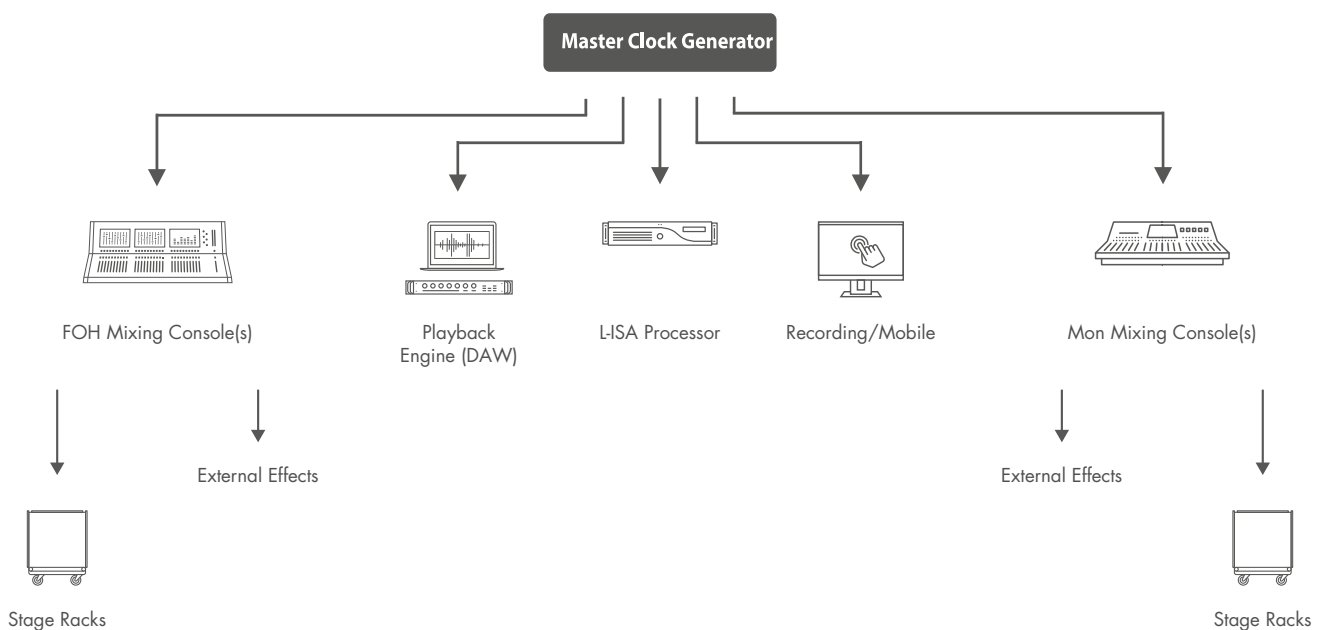 Master Clock Generator
FOH Mixing Console(s)
Playback
Engine (DAW)
L-ISA Processor
Recording/Mobile
Mon Mixing Console(s)
External Effects
External Effects
Stage Racks
Stage Racks